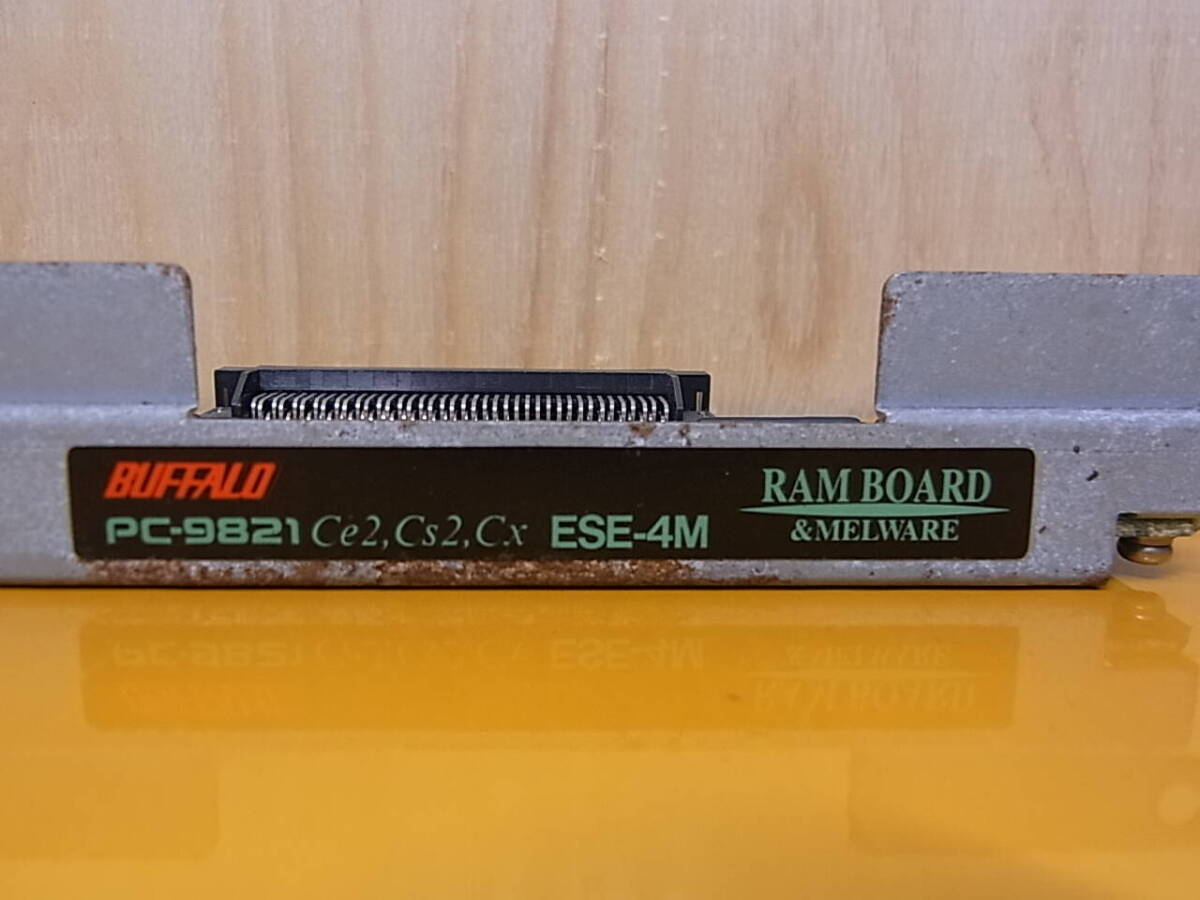 BUFFALO
PC-9821 Ce2,Cs2,Cx ESE-4M
RAM BOARD
&MELWARE